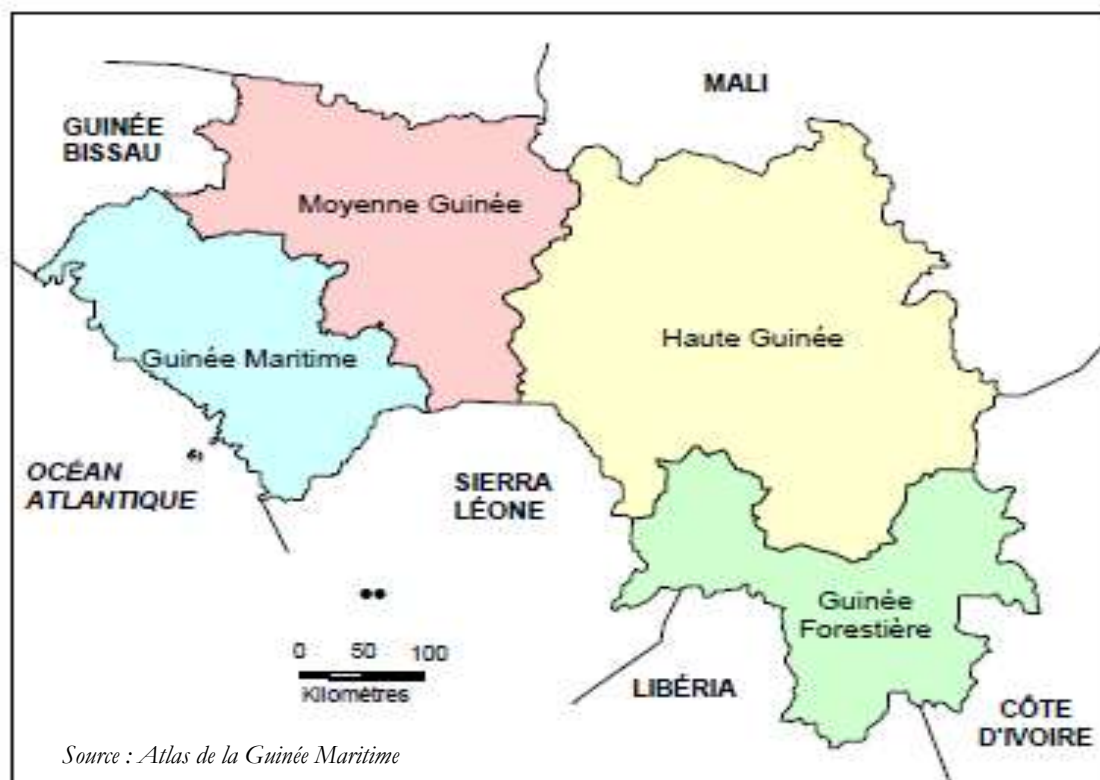 MALI
GUINÉE
BISSAU
Moyenne Guinée
Haute Guinée
Guinée Maritime
OCÉAN
ATLANTIQUE
SIERRA
LÉONE
Guinée
Forestière
0 50 100
Kilomètres
LIBÉRIA
CÔTE
D'IVOIRE
Source : Atlas de la Guinée Maritime